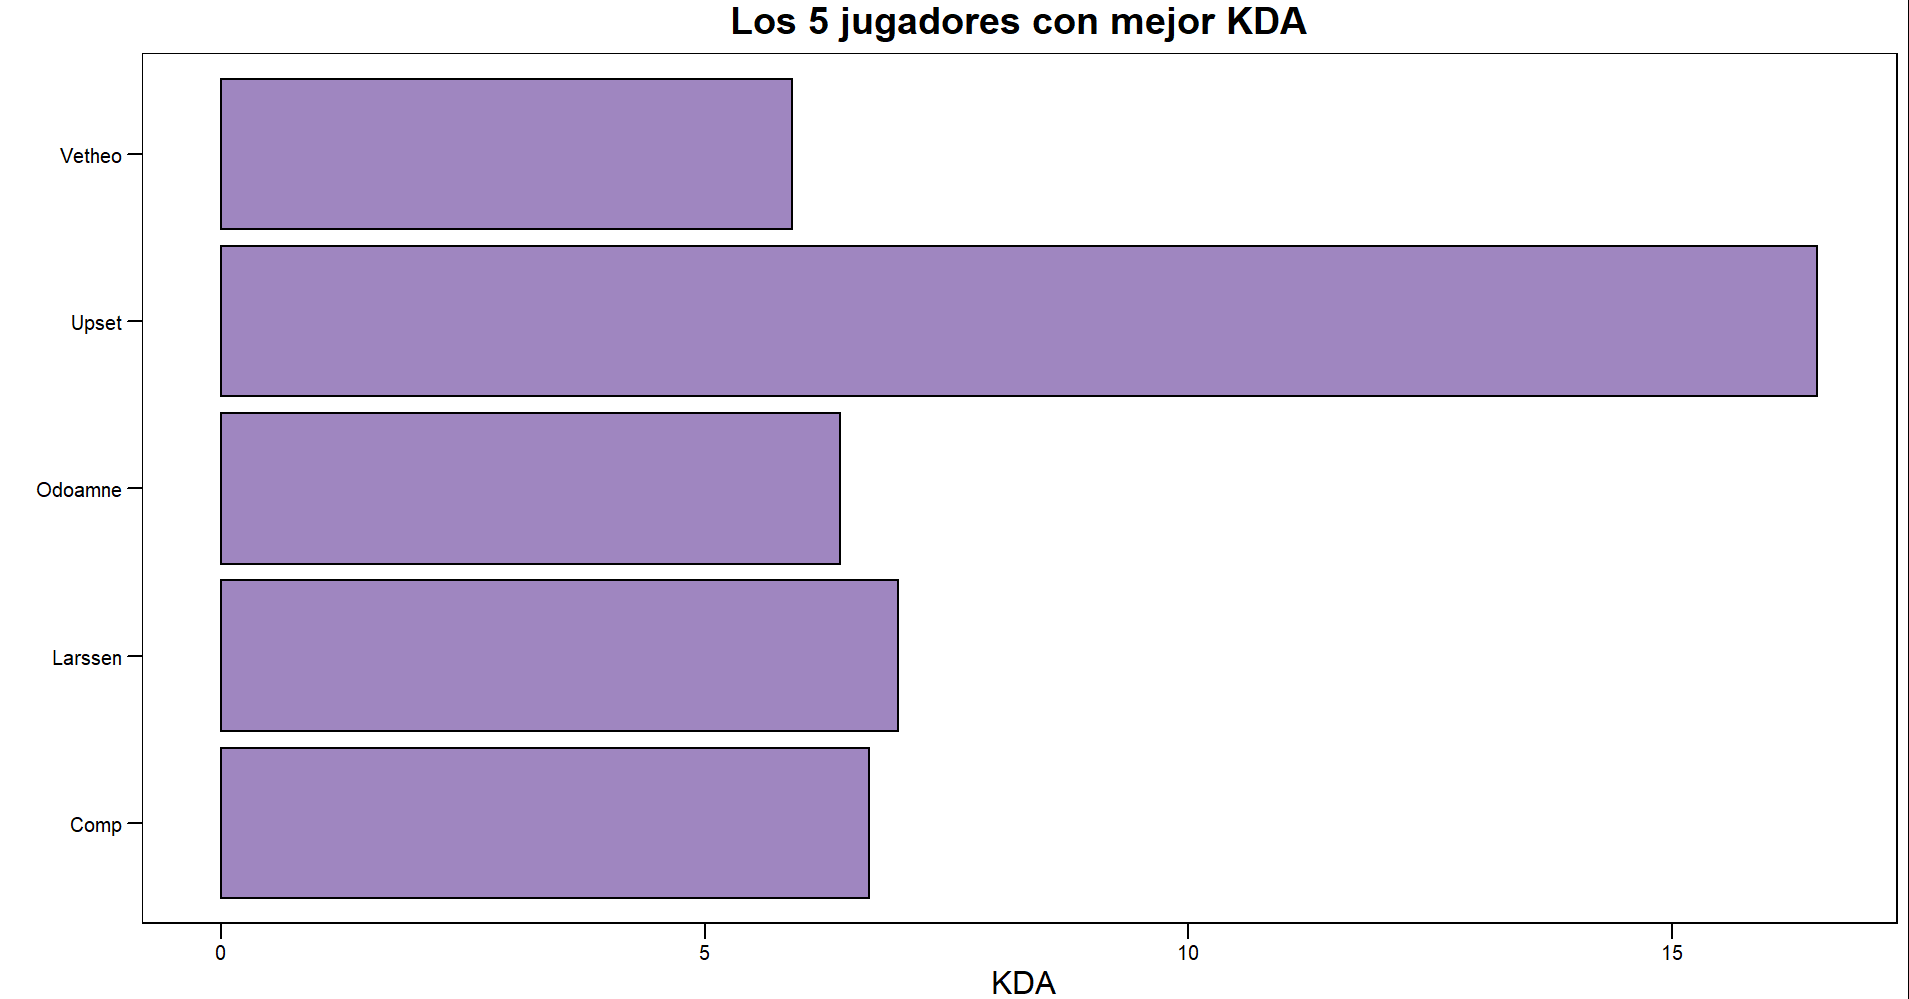 Los 5 jugadores con mejor KDA
Vetheo
Upset
Odoamne
Larssen
Comp
0 5 10 15
KDA